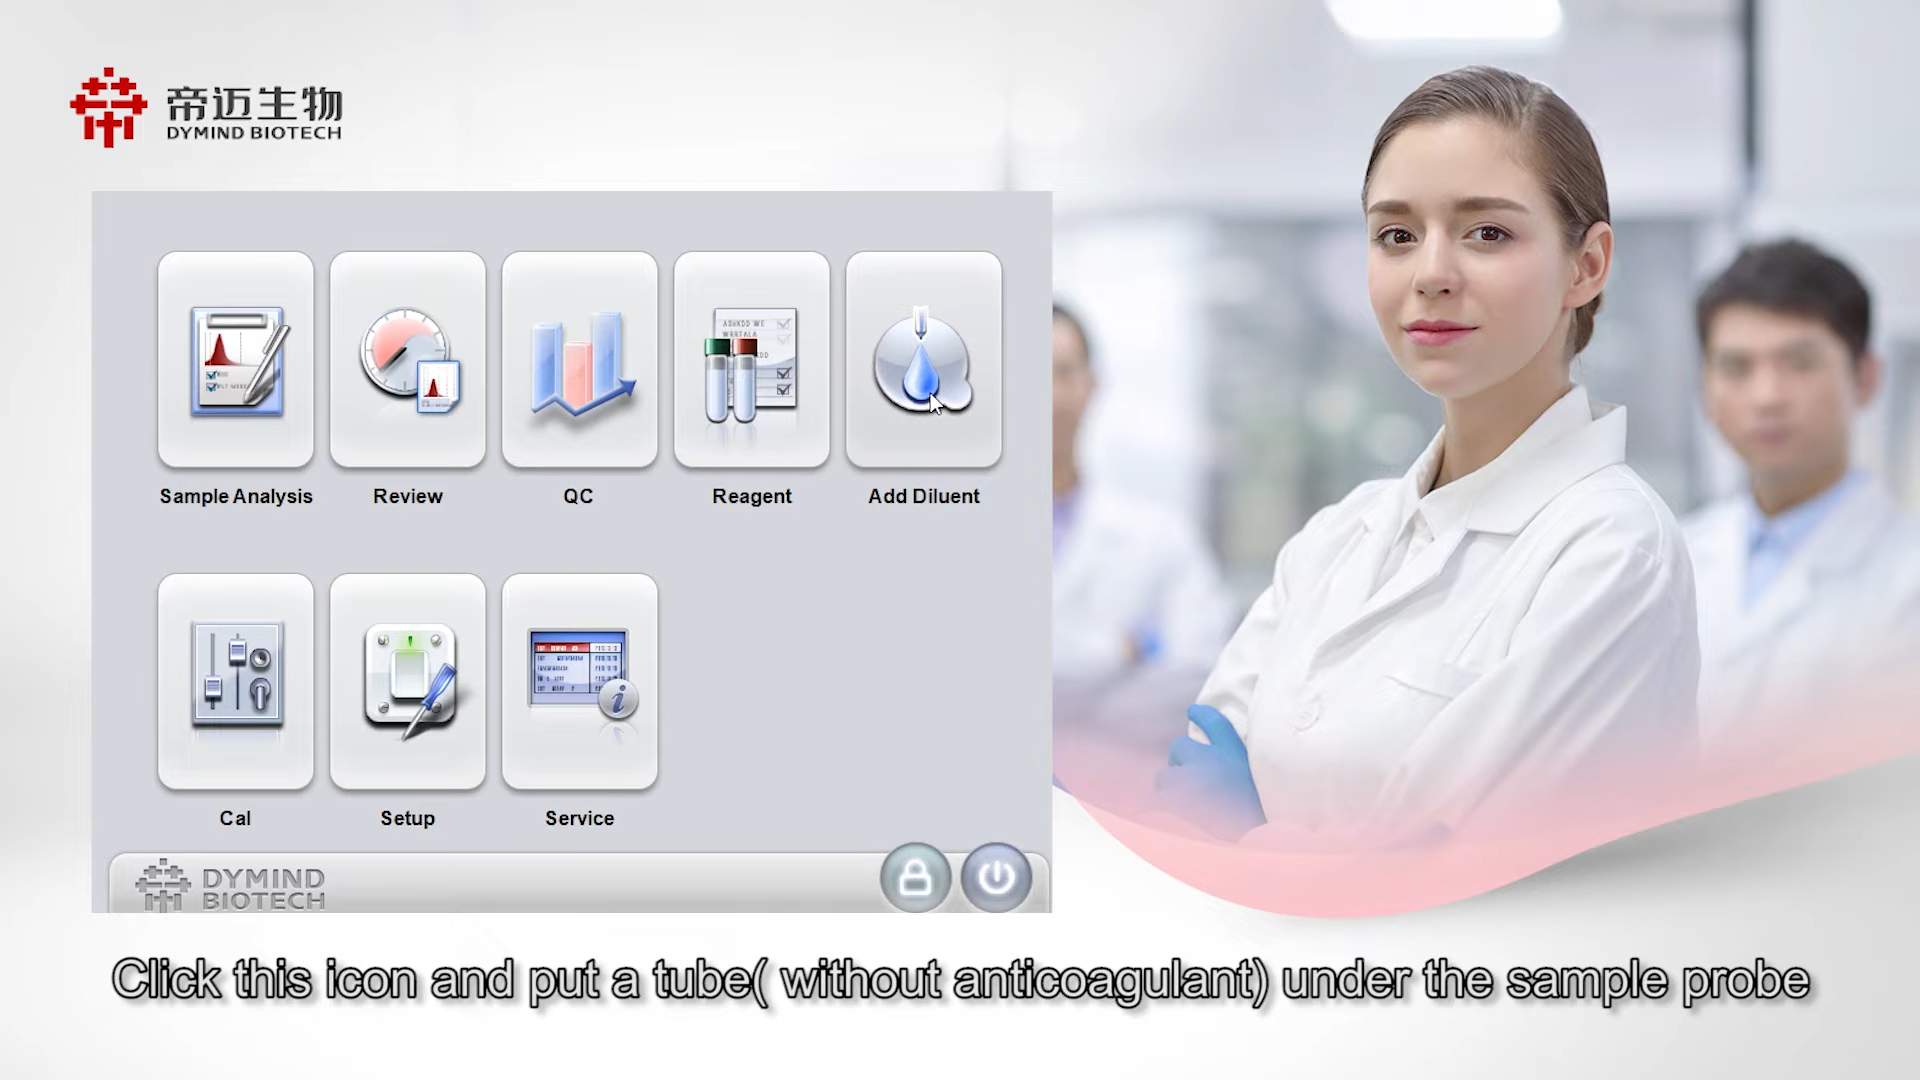 帝迈生物
DYMIND BIOTECH
Sample Analysis
Review
QC
Reagent
Add Diluent
Cal
Setup
Service
DYMIND
BIOTECH
Click this icon and put a tube( without anticoagulant) under the sample probe